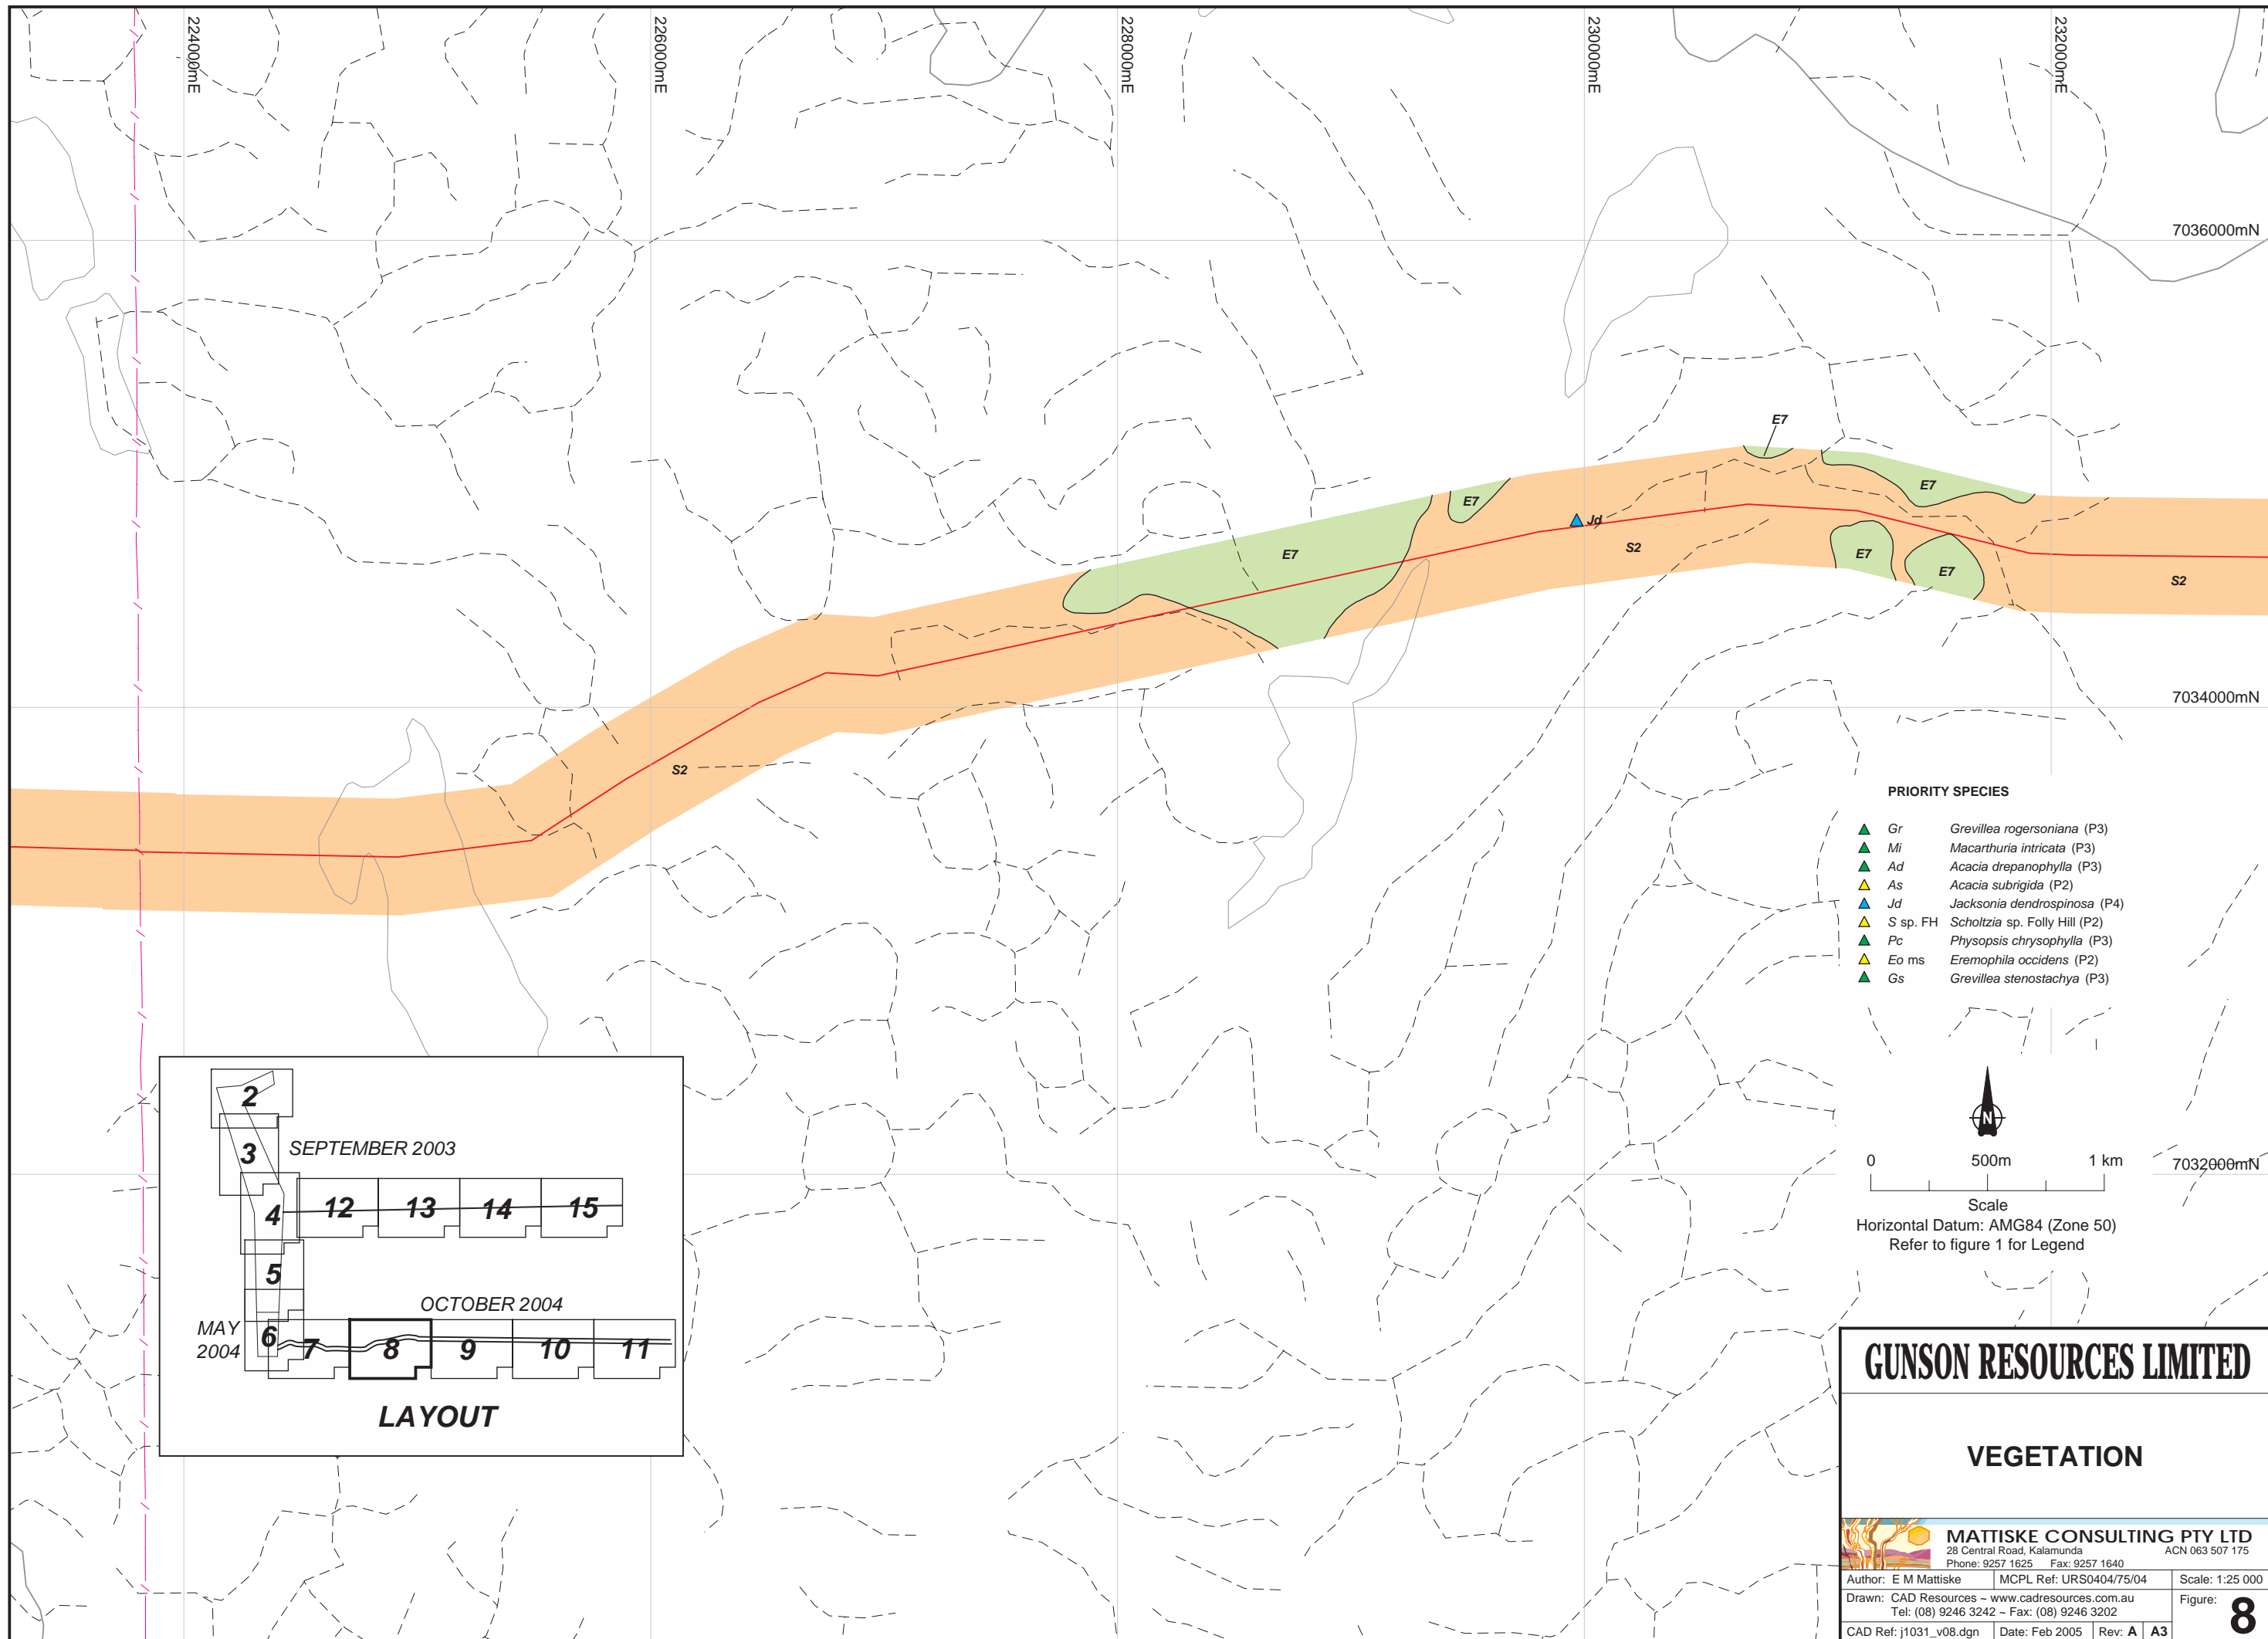 224000mE
226000mE
228000mE
230000mE
232000mE
7036000mN
E7
E7
E7
E7
Jd
S2
E7
E7
S2
7034000mN
S2
PRIORITY SPECIES
Gr Grevillea rogersoniana (P3)
Mi Macarthuria intricata (P3)
Ad Acacia drepanophylla (P3)
As Acacia subrigida (P2)
Jd Jacksonia dendrospinosa (P4)
S sp. FH Scholtzia sp. Folly Hill (P2)
Pc Physopsis chrysophylla (P3)
Eo ms Eremophila occidens (P2)
Gs Grevillea stenostachya (P3)
N
0 500m 1 km
7032000mN
Scale
Horizontal Datum: AMG84 (Zone 50)
Refer to figure 1 for Legend
2
3
SEPTEMBER 2003
4 12 13 14 15
5
OCTOBER 2004
MAY
2004
6 7 8 9 10 11
LAYOUT
GUNSON RESOURCES LIMITED
VEGETATION
MATTISKE CONSULTING PTY LTD
28 Central Road, Kalamunda ACN 063 507 175
Phone: 9257 1625 Fax: 9257 1640
Author: E M Mattiske MCPL Ref: URS0404/75/04 Scale: 1:25 000
Drawn: CAD Resources ~ www.cadresources.com.au
Tel: (08) 9246 3242 ~ Fax: (08) 9246 3202
Figure: 8
CAD Ref: j1031_v08.dgn Date: Feb 2005 Rev: A A3